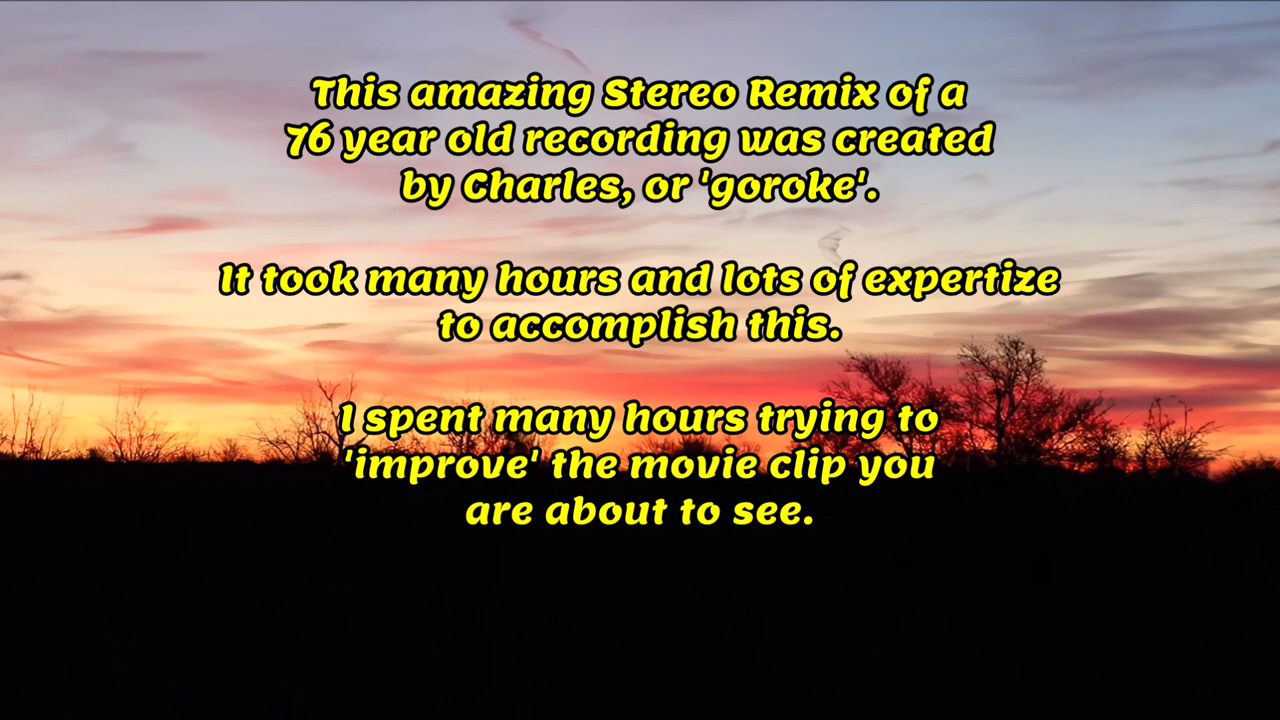 This amazing Stereo Remix of a
76 year old recording was created
by Charles, or 'goroke'.
It took many hours and lots of expertize
to accomplish this.
I spent many hours trying to
'improve' the movie clip you
are about to see.